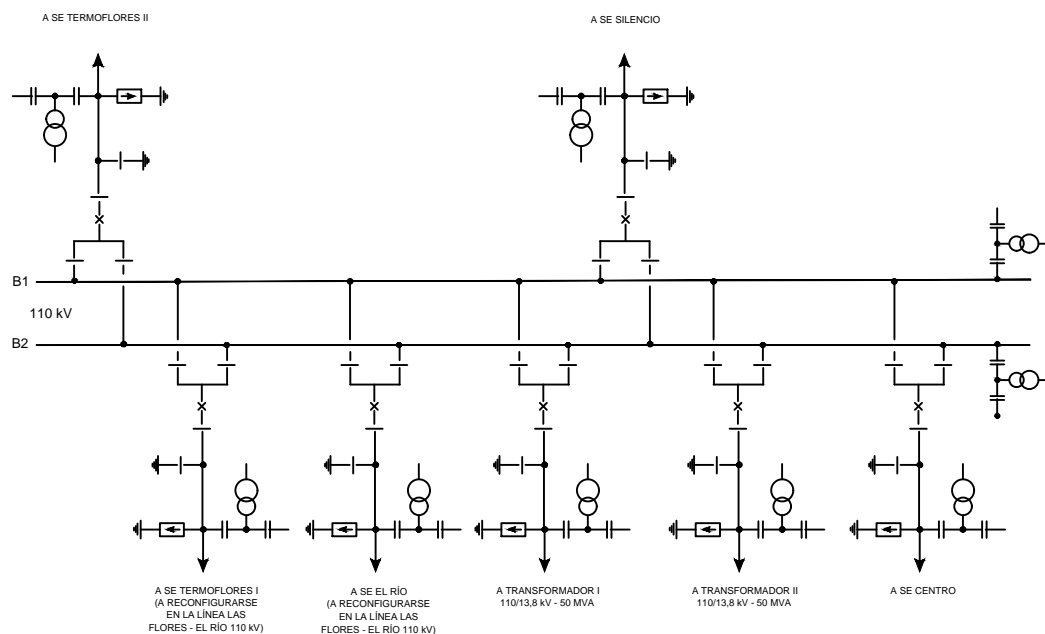 A SE TERMOFLORES II
A SE SILENCIO
B1
110 kV
B2
A SE TERMOFLORES I
(A RECONFIGURARSE
EN LA LÍNEA LAS
FLORES - EL RÍO 110 kV)
A SE EL RÍO
(A RECONFIGURARSE
EN LA LÍNEA LAS
FLORES - EL RÍO 110 kV)
A TRANSFORMADOR I
110/13,8 kV - 50 MVA
A TRANSFORMADOR II
110/13,8 kV - 50 MVA
A SE CENTRO